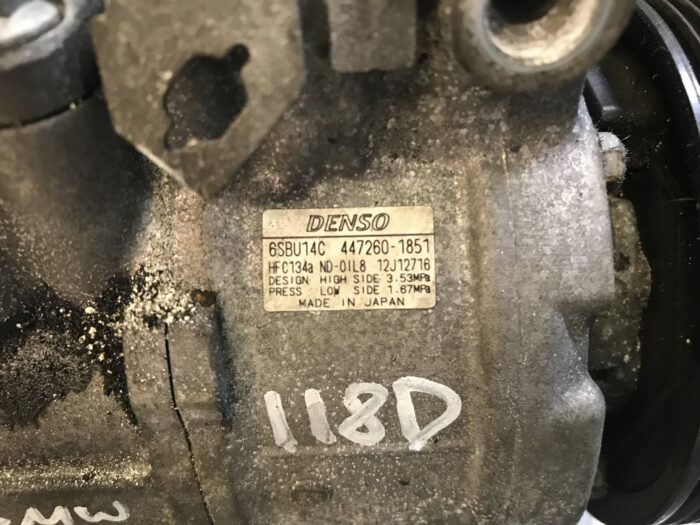 DENSO
6SBU14C 447260-1851
HFC134a ND-OIL8 12J12716
DESIGN HIGH SIDE 3.53MPa
PRESS LOW SIDE 1.67MPa
MADE IN JAPAN
118D
BMW